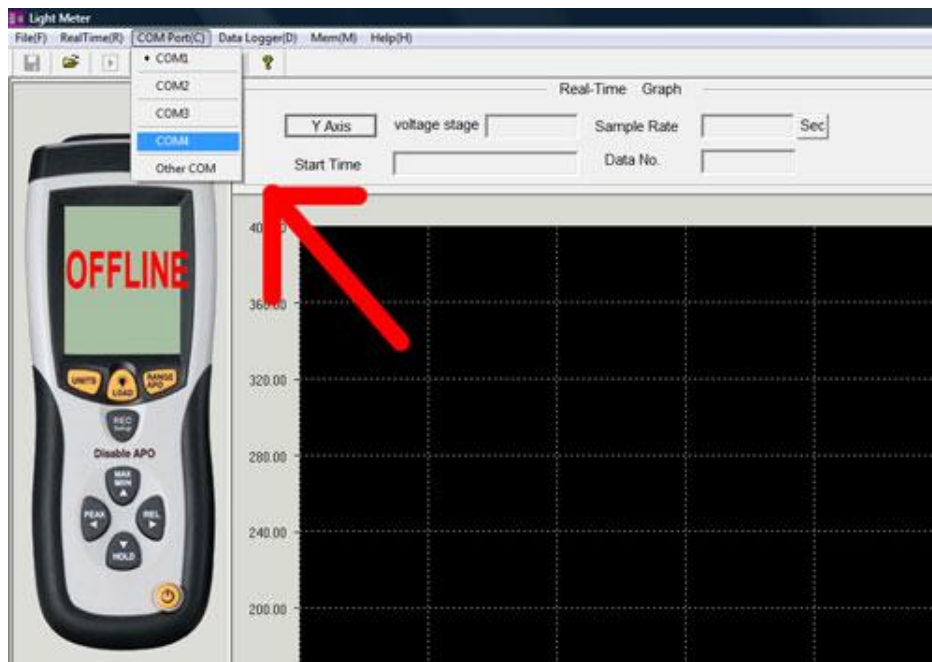 Light Meter
File(F) RealTime(R) COM Port(C) Data Logger(D) Mem(M) Help(H)
• COM1
COM2
COM3
COM4
Other COM
?
Real-Time Graph
Y Axis voltage stage Sample Rate Sec
Start Time Data No.
OFFLINE
UNITS LOAD RANGE APO
REC Setup
Disable APO
MAX MIN
PEAK REL
HOLD
360.00
320.00
280.00
240.00
200.00